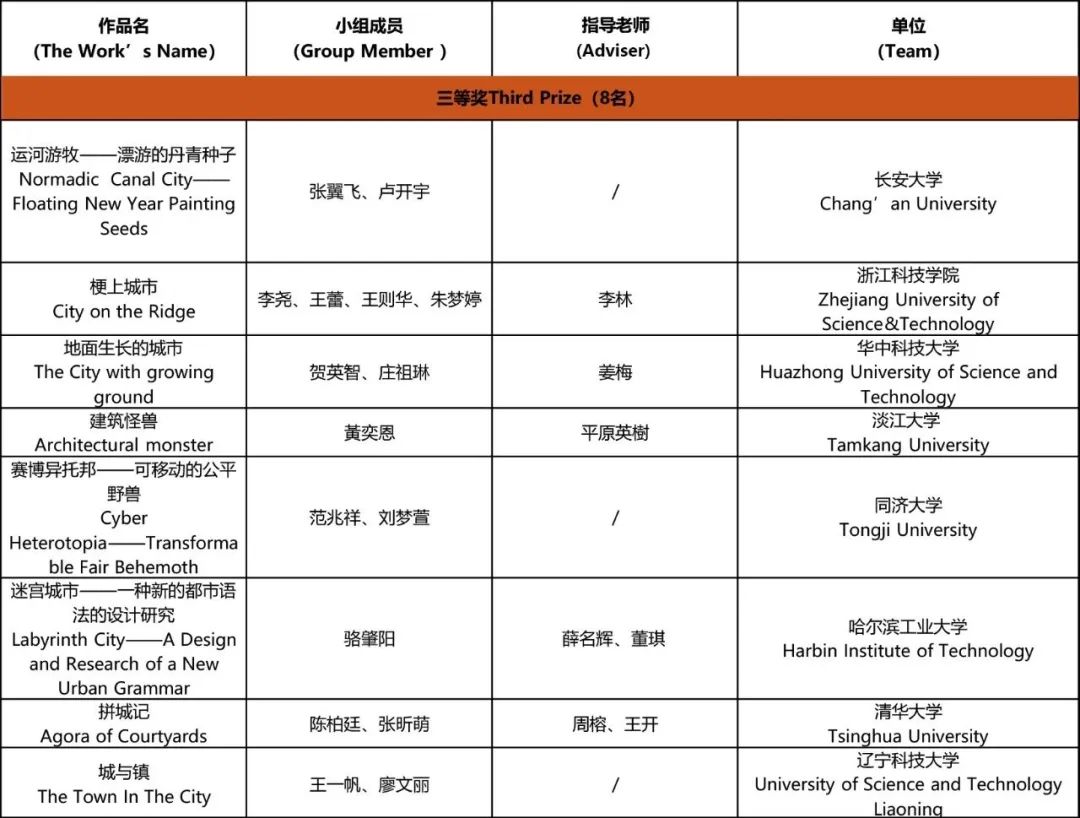 作品名
(The Work's Name)
小组成员
(Group Member )
指导老师
(Adviser)
单位
(Team)
三等奖Third Prize（8名）
运河游牧——漂游的丹青种子
Normadic Canal City——
Floating New Year Painting
Seeds
张翼飞、卢开宇
/
长安大学
Chang'an University
梗上城市
City on the Ridge
李尧、王蕾、王则华、朱梦婷
李林
浙江科技学院
Zhejiang University of
Science&Technology
地面生长的城市
The City with growing
ground
贺英智、庄祖琳
姜梅
华中科技大学
Huazhong University of Science and
Technology
建筑怪兽
Architectural monster
黄奕恩
平原英樹
淡江大学
Tamkang University
赛博异托邦——可移动的公平
野兽
Cyber
Heterotopia——Transforma
ble Fair Behemoth
范兆祥、刘梦萱
/
同济大学
Tongji University
迷宫城市——一种新的都市语
法的设计研究
Labyrinth City——A Design
and Research of a New
Urban Grammar
骆肇阳
薛名辉、董琪
哈尔滨工业大学
Harbin Institute of Technology
拼城记
Agora of Courtyards
陈柏廷、张昕萌
周榕、王开
清华大学
Tsinghua University
城与镇
The Town In The City
王一帆、廖文丽
/
辽宁科技大学
University of Science and Technology
Liaoning